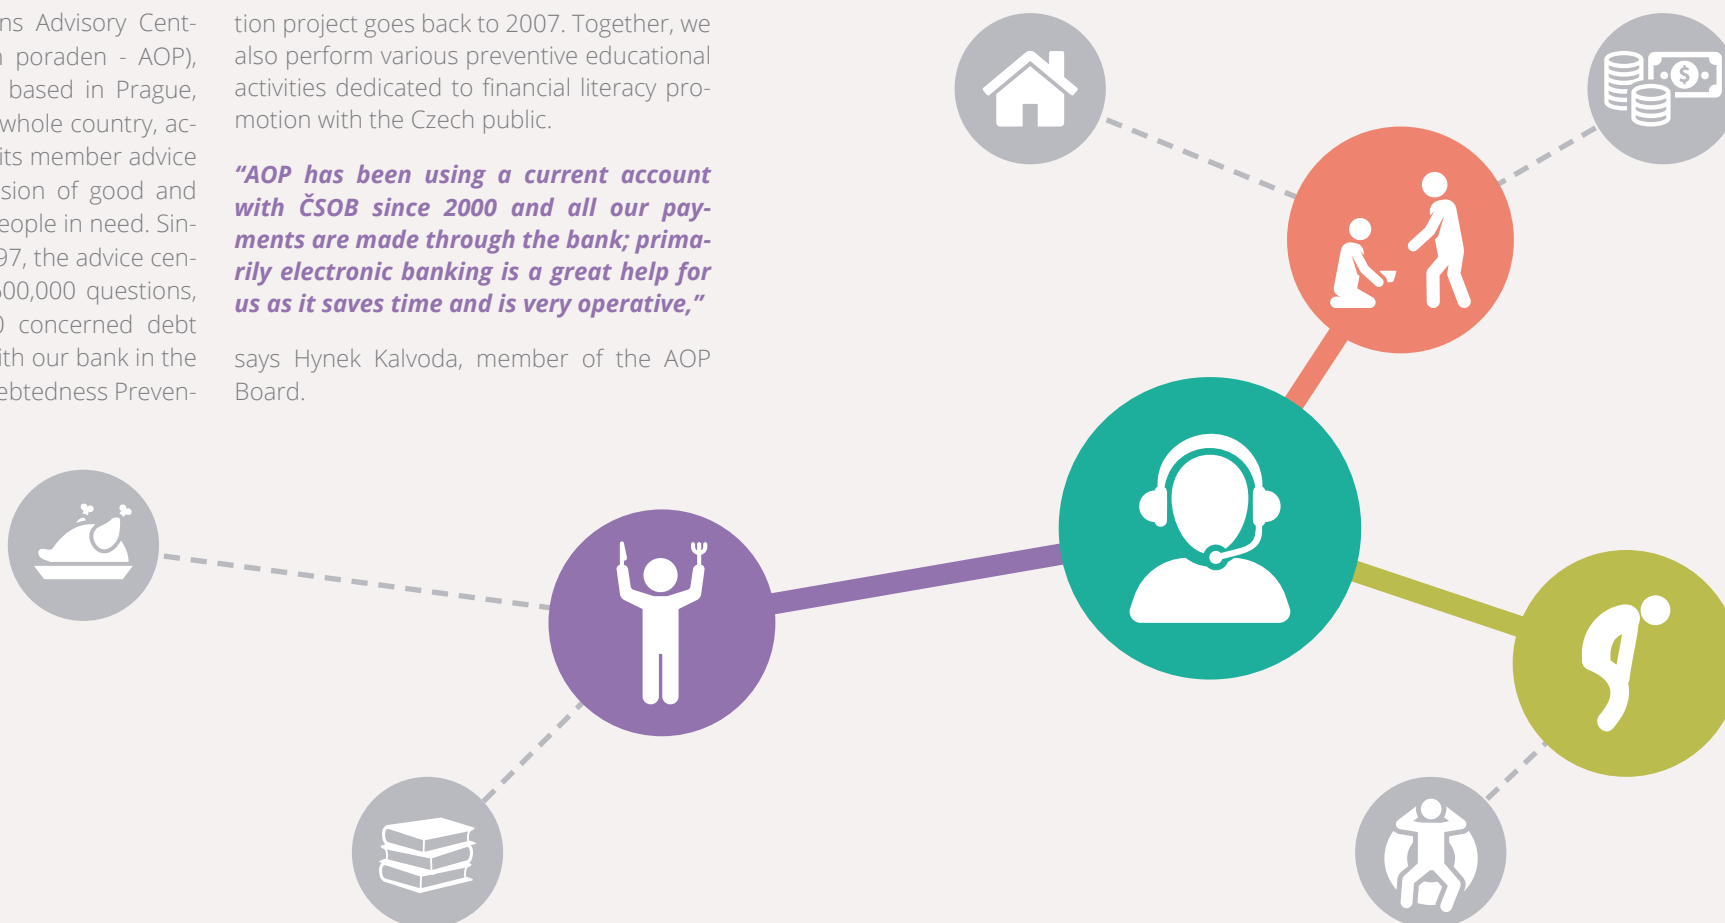 ns Advisory Cent-
poraden - AOP),
based in Prague,
whole country, ac-
its member advice
sion of good and
eople in need. Sin-
97, the advice cen-
00,000 questions,
0 concerned debt
ith our bank in the
ebtedness Preven-
tion project goes back to 2007. Together, we
also perform various preventive educational
activities dedicated to financial literacy pro-
motion with the Czech public.
“AOP has been using a current account
with ČSOB since 2000 and all our pay-
ments are made through the bank; prima-
rily electronic banking is a great help for
us as it saves time and is very operative,”
says Hynek Kalvoda, member of the AOP
Board.